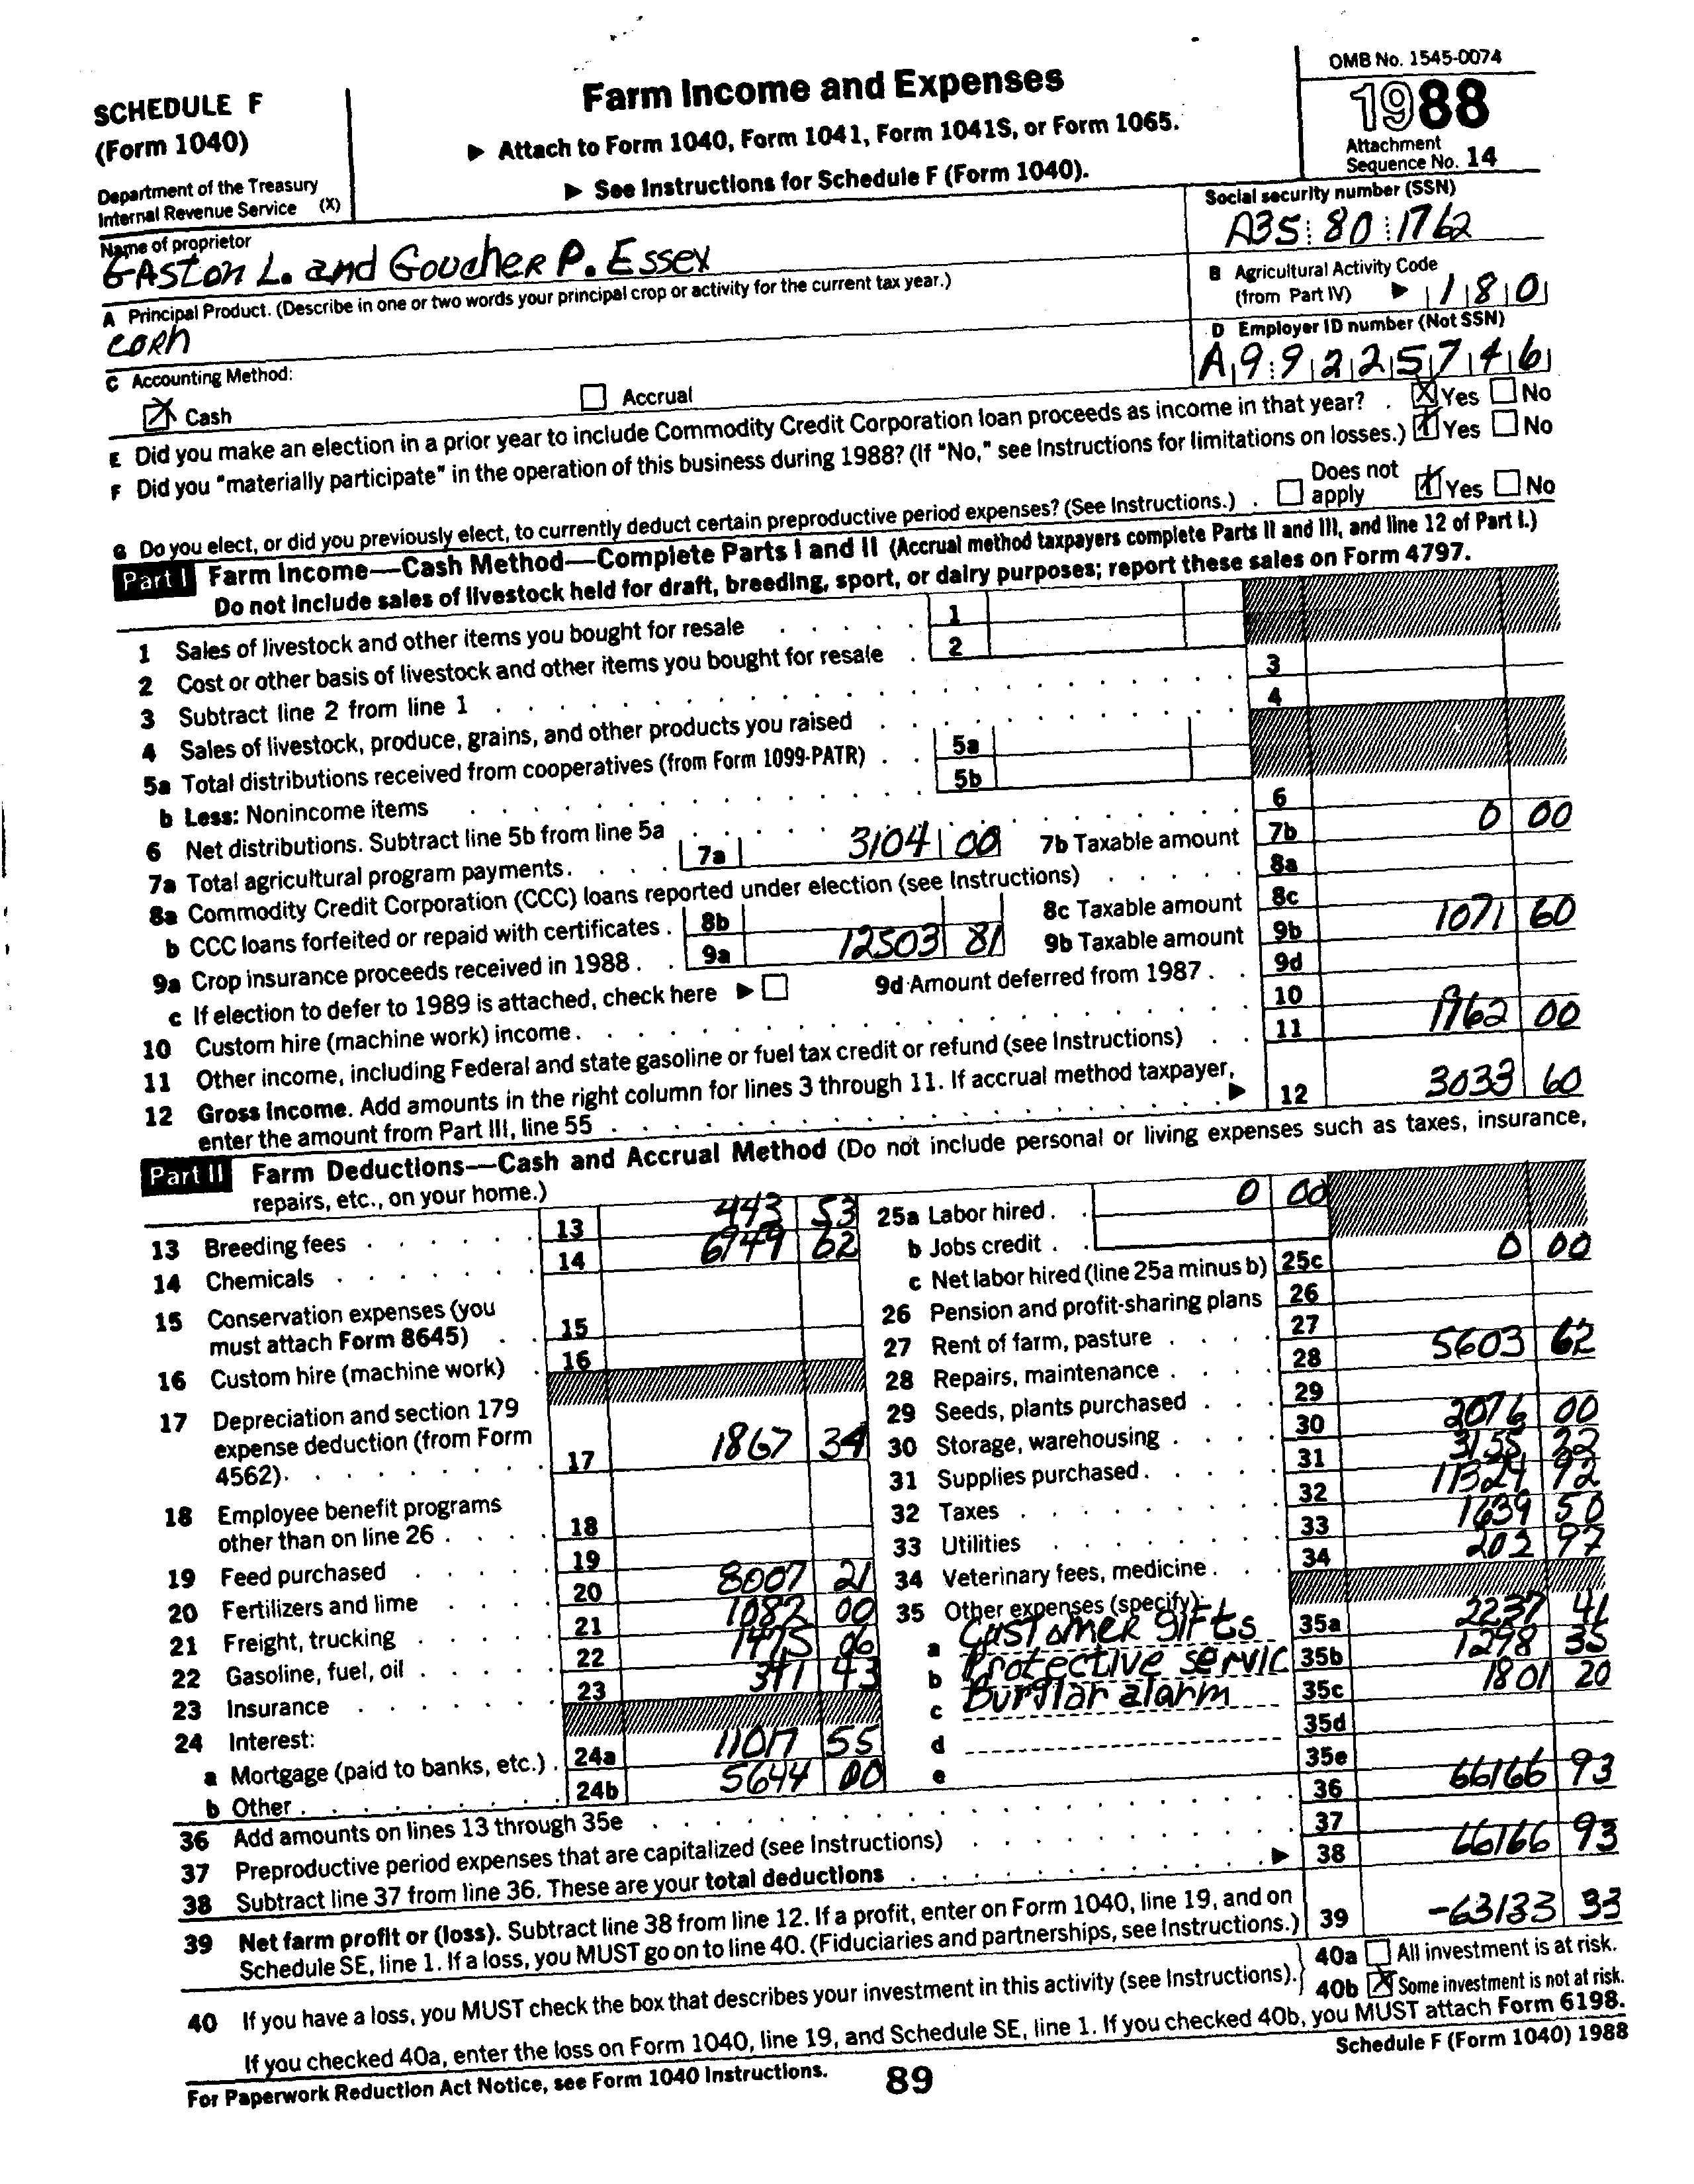 SCHEDULE F
(Form 1040)
Department of the Treasury
Internal Revenue Service (X)
Farm Income and Expenses
▶ Attach to Form 1040, Form 1041, Form 1041S, or Form 1065.
▶ See Instructions for Schedule F (Form 1040).
OMB No. 1545-0074
1988
Attachment
Sequence No. 14
Name of proprietor
GASTON L. and GOUCHER P. ESSEX
Social security number (SSN)
A35 80 1762
A Principal Product. (Describe in one or two words your principal crop or activity for the current tax year.)
CORN
B Agricultural Activity Code
(from Part IV) ▶ 180
C Accounting Method:
☒ Cash ☐ Accrual
D Employer ID number (Not SSN)
A99225746
E Did you make an election in a prior year to include Commodity Credit Corporation loan proceeds as income in that year? . ☒ Yes ☐ No
F Did you "materially participate" in the operation of this business during 1988? (If "No," see Instructions for limitations on losses.) ☒ Yes ☐ No
G Do you elect, or did you previously elect, to currently deduct certain preproductive period expenses? (See Instructions.) . ☐ Does not apply ☒ Yes ☐ No
Part I Farm Income—Cash Method—Complete Parts I and II (Accrual method taxpayers complete Parts II and III, and line 12 of Part I.)
Do not include sales of livestock held for draft, breeding, sport, or dairy purposes; report these sales on Form 4797.
1 Sales of livestock and other items you bought for resale . . . . . 1
2 Cost or other basis of livestock and other items you bought for resale . 2
3 Subtract line 2 from line 1 . . . . 3
4 Sales of livestock, produce, grains, and other products you raised . . . . 4
5a Total distributions received from cooperatives (from Form 1099-PATR) . . 5a
b Less: Nonincome items . . . . 5b
6 Net distributions. Subtract line 5b from line 5a . . . . 6
7a Total agricultural program payments. . . . 7a 3104 00 7b Taxable amount 7b 0 00
8a Commodity Credit Corporation (CCC) loans reported under election (see Instructions) . . . . . 8a
b CCC loans forfeited or repaid with certificates . 8b 8c Taxable amount 8c
9a Crop insurance proceeds received in 1988 . . 9a 12503 81 9b Taxable amount 9b 1071 60
c If election to defer to 1989 is attached, check here ▶ ☐ 9d Amount deferred from 1987 . . 9d
10 Custom hire (machine work) income . . . . 10
11 Other income, including Federal and state gasoline or fuel tax credit or refund (see Instructions) . . 11 1962 00
12 Gross Income. Add amounts in the right column for lines 3 through 11. If accrual method taxpayer,
enter the amount from Part III, line 55 . . . . ▶ 12 3033 60
Part II Farm Deductions—Cash and Accrual Method (Do not include personal or living expenses such as taxes, insurance,
repairs, etc., on your home.)
13 Breeding fees . . . . . . 13 443 53
14 Chemicals . . . . . . . 14 6749 62
15 Conservation expenses (you
must attach Form 8645) . . 15
16 Custom hire (machine work) . 16
17 Depreciation and section 179
expense deduction (from Form
4562). . . . . . . . . 17 1867 34
18 Employee benefit programs
other than on line 26 . . . . 18
19 Feed purchased . . . . . 19
20 Fertilizers and lime . . . . 20 8007 21
21 Freight, trucking . . . . . 21 1082 00
22 Gasoline, fuel, oil . . . . . 22 1475 06
23 Insurance . . . . . . 23 391 43
24 Interest:
a Mortgage (paid to banks, etc.) . 24a 11017 55
b Other . . . . . . . . 24b 5644 00
25a Labor hired . . 0 00
b Jobs credit . .
c Net labor hired (line 25a minus b) 25c 0 00
26 Pension and profit-sharing plans 26
27 Rent of farm, pasture . . . . 27
28 Repairs, maintenance . . . . 28 5603 62
29 Seeds, plants purchased . . . 29
30 Storage, warehousing . . . . 30 2076 00
31 Supplies purchased . . . . . 31 3155 22
32 Taxes . . . . . . . . 32 11324 92
33 Utilities . . . . . . . 33 1639 50
34 Veterinary fees, medicine . . . 34 202 97
35 Other expenses (specify):
a Customer gifts 35a 2237 41
b Protective servic 35b 1298 35
c Burglar alarm 35c 1801 20
d 35d
e 35e
36 Add amounts on lines 13 through 35e . . . . 36 66166 93
37 Preproductive period expenses that are capitalized (see Instructions) . . . . 37
38 Subtract line 37 from line 36. These are your total deductions . . . . ▶ 38 66166 93
39 Net farm profit or (loss). Subtract line 38 from line 12. If a profit, enter on Form 1040, line 19, and on
Schedule SE, line 1. If a loss, you MUST go on to line 40. (Fiduciaries and partnerships, see Instructions.) 39 -63133 33
40 If you have a loss, you MUST check the box that describes your investment in this activity (see Instructions).
40a ☐ All investment is at risk.
40b ☒ Some investment is not at risk.
If you checked 40a, enter the loss on Form 1040, line 19, and Schedule SE, line 1. If you checked 40b, you MUST attach Form 6198.
For Paperwork Reduction Act Notice, see Form 1040 Instructions.
89
Schedule F (Form 1040) 1988